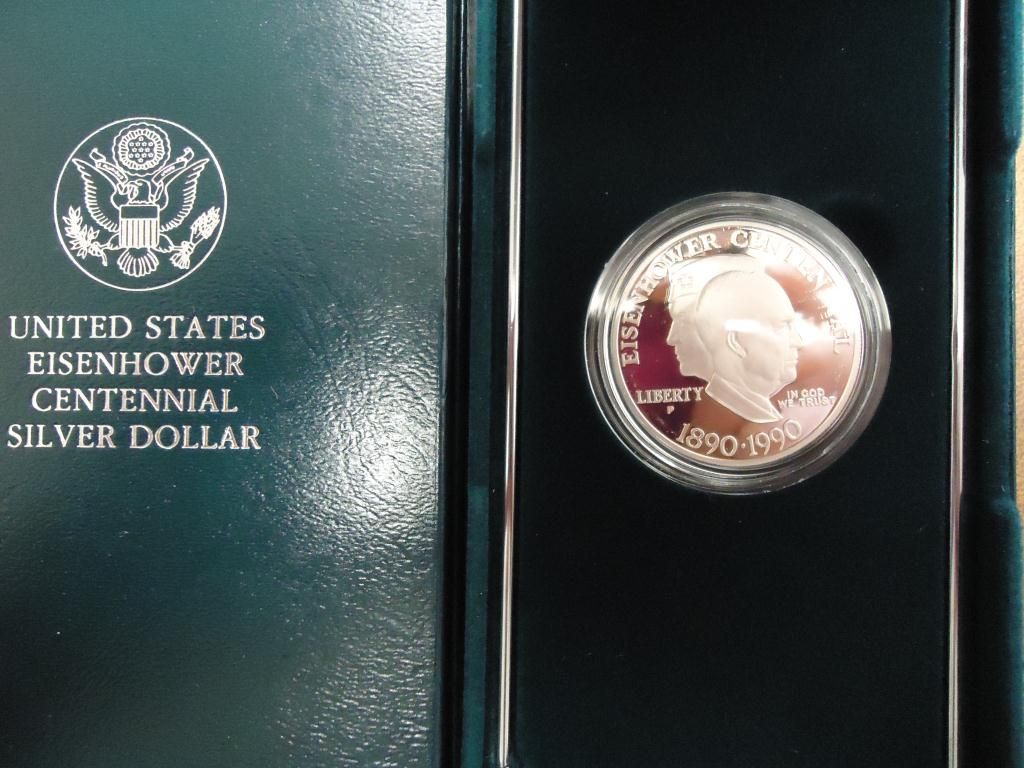 UNITED STATES
EISENHOWER
CENTENNIAL
SILVER DOLLAR
EISENHOWER CENTENNIAL
LIBERTY
P
IN GOD
WE TRUST
1890·1990